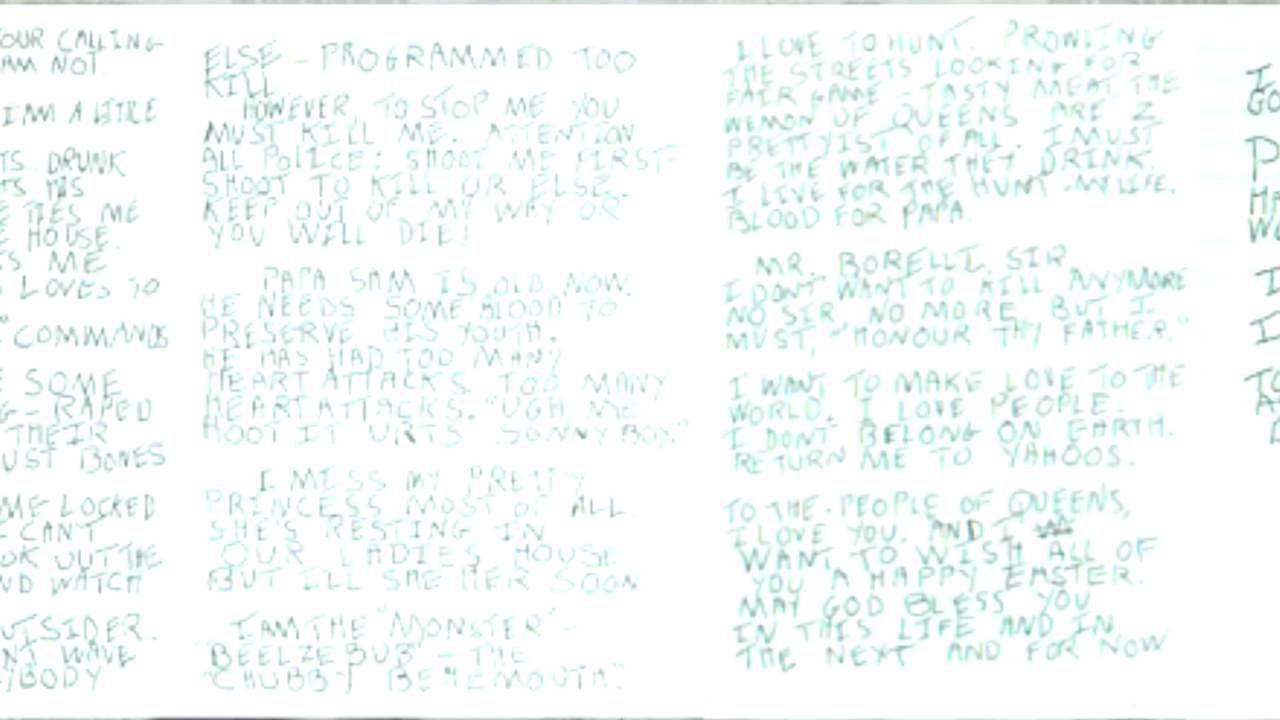 OUR CALLING
AM NOT.
I AM A LITTLE
TS DRUNK
TS HIS
E TIES ME
E HOUSE.
S ME
LOVES TO
" COMMANDS
E SOME
G - RAPED
THEIR
UST BONES
ME LOCKED
CAN'T
OK OUT THE
ND WATCH
UTSIDER.
WAVE
YBODY
ELSE - PROGRAMMED TOO
KILL.
HOWEVER, TO STOP ME YOU
MUST KILL ME. ATTENTION
ALL POLICE: SHOOT ME FIRST-
SHOOT TO KILL OR ELSE.
KEEP OUT OF MY WAY OR
YOU WILL DIE!
PAPA SAM IS OLD NOW.
HE NEEDS SOME BLOOD TO
PRESERVE HIS YOUTH.
HE HAS HAD TOO MANY
HEART ATTACKS. TOO MANY
HEART ATTACKS. "UGH, ME
HOOT IT URTS SONNY BOY."
I MISS MY PRETTY
PRINCESS MOST OF ALL.
SHE'S RESTING IN
OUR LADIES HOUSE
BUT I'LL SHE HER SOON.
I AM THE "MONSTER" -
"BEELZEBUB" - THE
"CHUBBY BEHEMOUTH."
I LOVE TO HUNT. PROWLING
THE STREETS LOOKING FOR
FAIR GAME - TASTY MEAT. THE
WEMON OF QUEENS ARE Z
PRETTYIST OF ALL. I MUST
BE THE WATER THEY DRINK.
I LIVE FOR THE HUNT - MY LIFE.
BLOOD FOR PAPA.
MR. BORELLI, SIR
I DONT WANT TO KILL ANYMORE
NO SIR, NO MORE BUT I
MUST, "HONOUR THY FATHER."
I WANT TO MAKE LOVE TO THE
WORLD. I LOVE PEOPLE.
I DON'T BELONG ON EARTH.
RETURN ME TO YAHOOS.
TO THE PEOPLE OF QUEENS,
I LOVE YOU. AND I
WANT TO WISH ALL OF
YOU A HAPPY EASTER.
MAY GOD BLESS YOU
IN THIS LIFE AND IN
THE NEXT AND FOR NOW